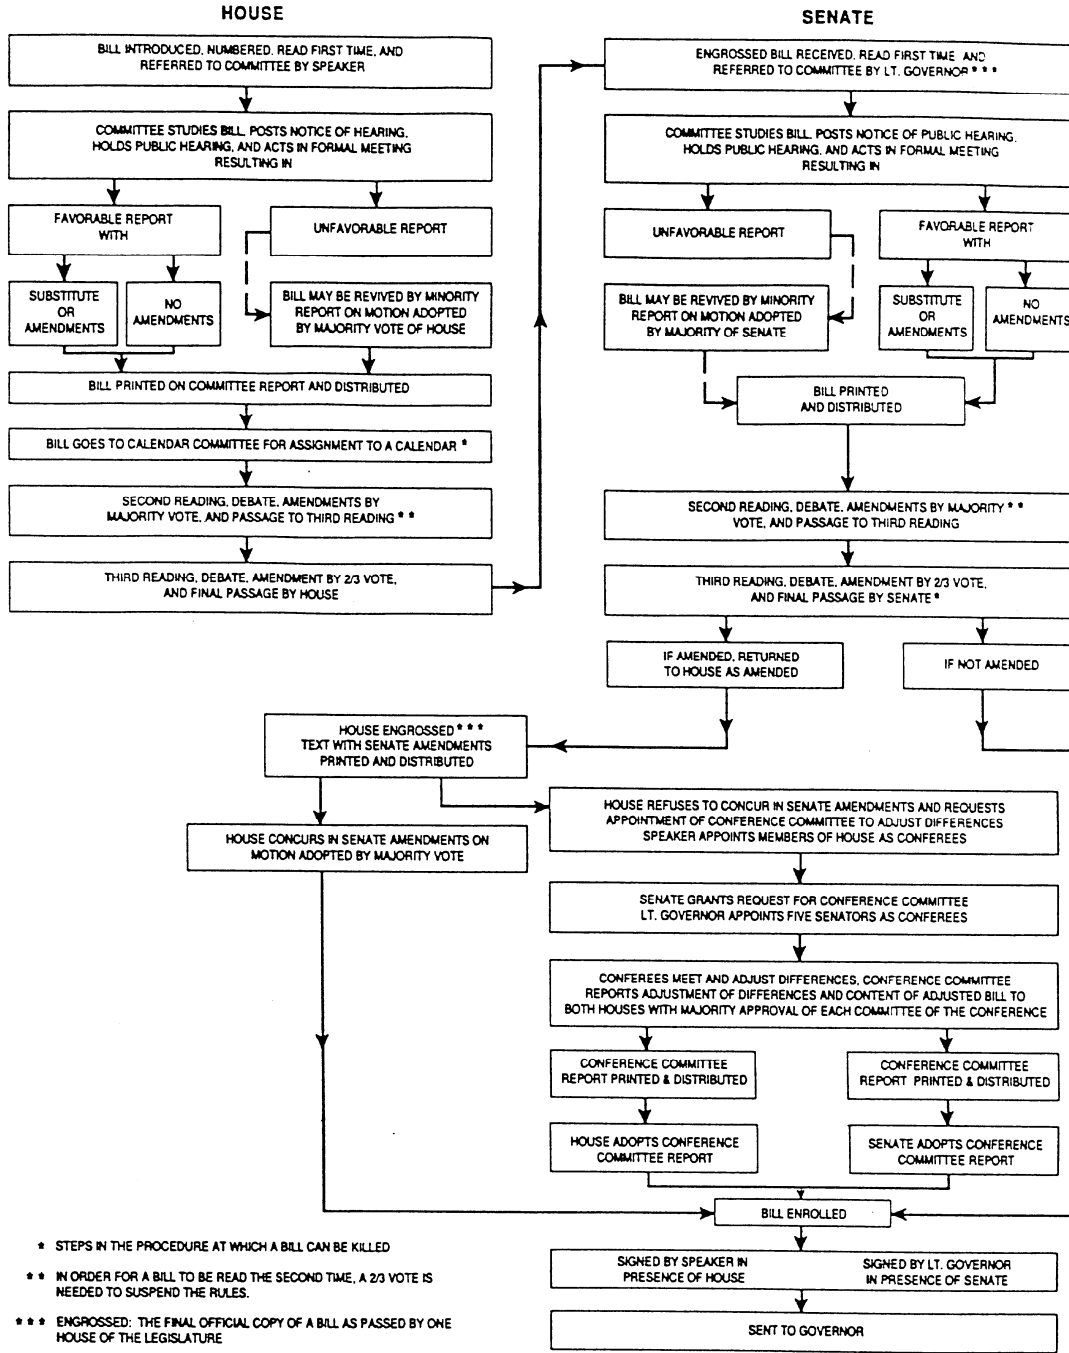 HOUSE
BILL INTRODUCED, NUMBERED, READ FIRST TIME, AND
REFERRED TO COMMITTEE BY SPEAKER
COMMITTEE STUDIES BILL, POSTS NOTICE OF HEARING,
HOLDS PUBLIC HEARING, AND ACTS IN FORMAL MEETING
RESULTING IN
FAVORABLE REPORT
WITH
UNFAVORABLE REPORT
SUBSTITUTE
OR
AMENDMENTS
NO
AMENDMENTS
BILL MAY BE REVIVED BY MINORITY
REPORT ON MOTION ADOPTED
BY MAJORITY VOTE OF HOUSE
BILL PRINTED ON COMMITTEE REPORT AND DISTRIBUTED
BILL GOES TO CALENDAR COMMITTEE FOR ASSIGNMENT TO A CALENDAR *
SECOND READING, DEBATE, AMENDMENTS BY
MAJORITY VOTE, AND PASSAGE TO THIRD READING * *
THIRD READING, DEBATE, AMENDMENT BY 2/3 VOTE,
AND FINAL PASSAGE BY HOUSE
SENATE
ENGROSSED BILL RECEIVED, READ FIRST TIME AND
REFERRED TO COMMITTEE BY LT. GOVERNOR * * *
COMMITTEE STUDIES BILL, POSTS NOTICE OF PUBLIC HEARING,
HOLDS PUBLIC HEARING, AND ACTS IN FORMAL MEETING
RESULTING IN
UNFAVORABLE REPORT
FAVORABLE REPORT
WITH
BILL MAY BE REVIVED BY MINORITY
REPORT ON MOTION ADOPTED
BY MAJORITY OF SENATE
SUBSTITUTE
OR
AMENDMENTS
NO
AMENDMENTS
BILL PRINTED
AND DISTRIBUTED
SECOND READING, DEBATE, AMENDMENTS BY MAJORITY * *
VOTE, AND PASSAGE TO THIRD READING
THIRD READING, DEBATE, AMENDMENT BY 2/3 VOTE,
AND FINAL PASSAGE BY SENATE *
IF AMENDED, RETURNED
TO HOUSE AS AMENDED
IF NOT AMENDED
HOUSE ENGROSSED * * *
TEXT WITH SENATE AMENDMENTS
PRINTED AND DISTRIBUTED
HOUSE CONCURS IN SENATE AMENDMENTS ON
MOTION ADOPTED BY MAJORITY VOTE
HOUSE REFUSES TO CONCUR IN SENATE AMENDMENTS AND REQUESTS
APPOINTMENT OF CONFERENCE COMMITTEE TO ADJUST DIFFERENCES
SPEAKER APPOINTS MEMBERS OF HOUSE AS CONFEREES
SENATE GRANTS REQUEST FOR CONFERENCE COMMITTEE
LT. GOVERNOR APPOINTS FIVE SENATORS AS CONFEREES
CONFEREES MEET AND ADJUST DIFFERENCES, CONFERENCE COMMITTEE
REPORTS ADJUSTMENT OF DIFFERENCES AND CONTENT OF ADJUSTED BILL TO
BOTH HOUSES WITH MAJORITY APPROVAL OF EACH COMMITTEE OF THE CONFERENCE
CONFERENCE COMMITTEE
REPORT PRINTED & DISTRIBUTED
CONFERENCE COMMITTEE
REPORT PRINTED & DISTRIBUTED
HOUSE ADOPTS CONFERENCE
COMMITTEE REPORT
SENATE ADOPTS CONFERENCE
COMMITTEE REPORT
BILL ENROLLED
SIGNED BY SPEAKER IN
PRESENCE OF HOUSE
SIGNED BY LT. GOVERNOR
IN PRESENCE OF SENATE
SENT TO GOVERNOR
* STEPS IN THE PROCEDURE AT WHICH A BILL CAN BE KILLED
* * IN ORDER FOR A BILL TO BE READ THE SECOND TIME, A 2/3 VOTE IS
NEEDED TO SUSPEND THE RULES.
* * * ENGROSSED: THE FINAL OFFICIAL COPY OF A BILL AS PASSED BY ONE
HOUSE OF THE LEGISLATURE